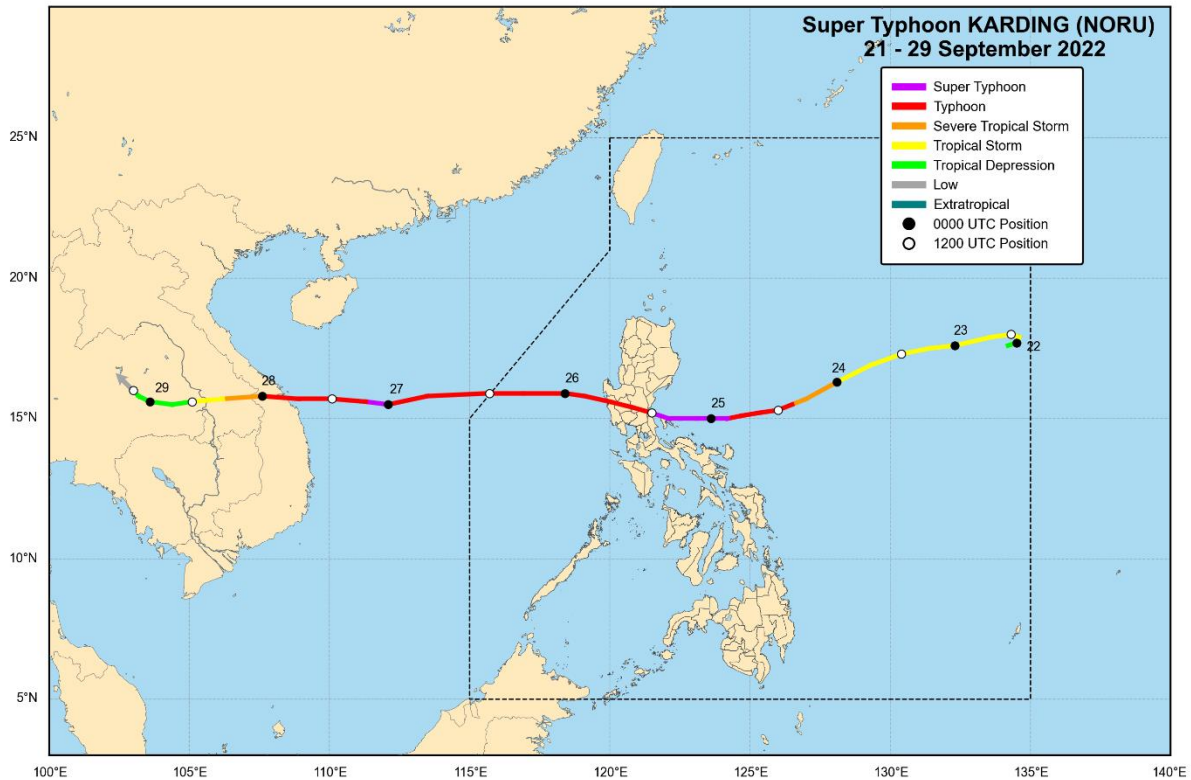 Super Typhoon KARDING (NORU)
21 - 29 September 2022
Super Typhoon
Typhoon
Severe Tropical Storm
Tropical Storm
Tropical Depression
Low
Extratropical
0000 UTC Position
1200 UTC Position
25°N
20°N
15°N
10°N
5°N
29
28
27
26
25
24
23
22
100°E
105°E
110°E
115°E
120°E
125°E
130°E
135°E
140°E